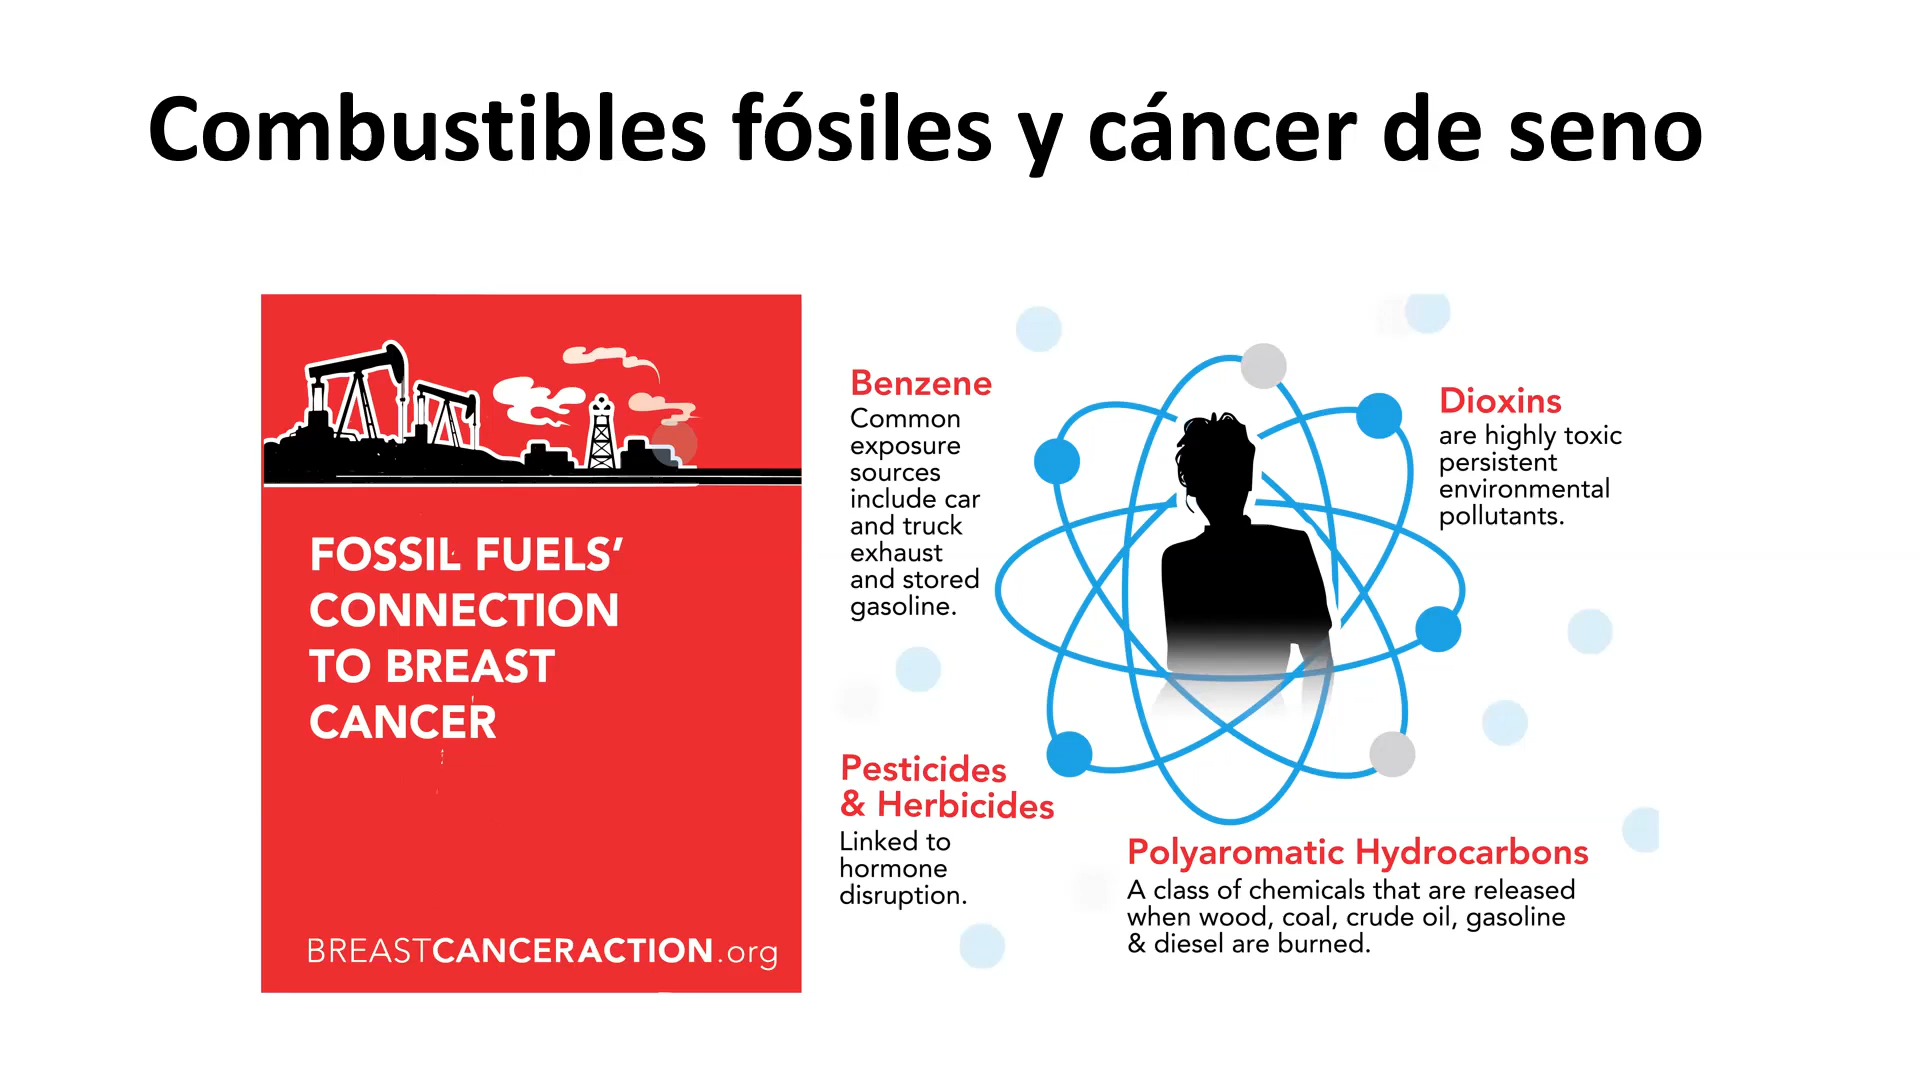 Combustibles fósiles y cáncer de seno
FOSSIL FUELS’
CONNECTION
TO BREAST
CANCER
BREASTCANCERACTION.org
Benzene
Common
exposure
sources
include car
and truck
exhaust
and stored
gasoline.
Dioxins
are highly toxic
persistent
environmental
pollutants.
Pesticides
& Herbicides
Linked to
hormone
disruption.
Polyaromatic Hydrocarbons
A class of chemicals that are released
when wood, coal, crude oil, gasoline
& diesel are burned.